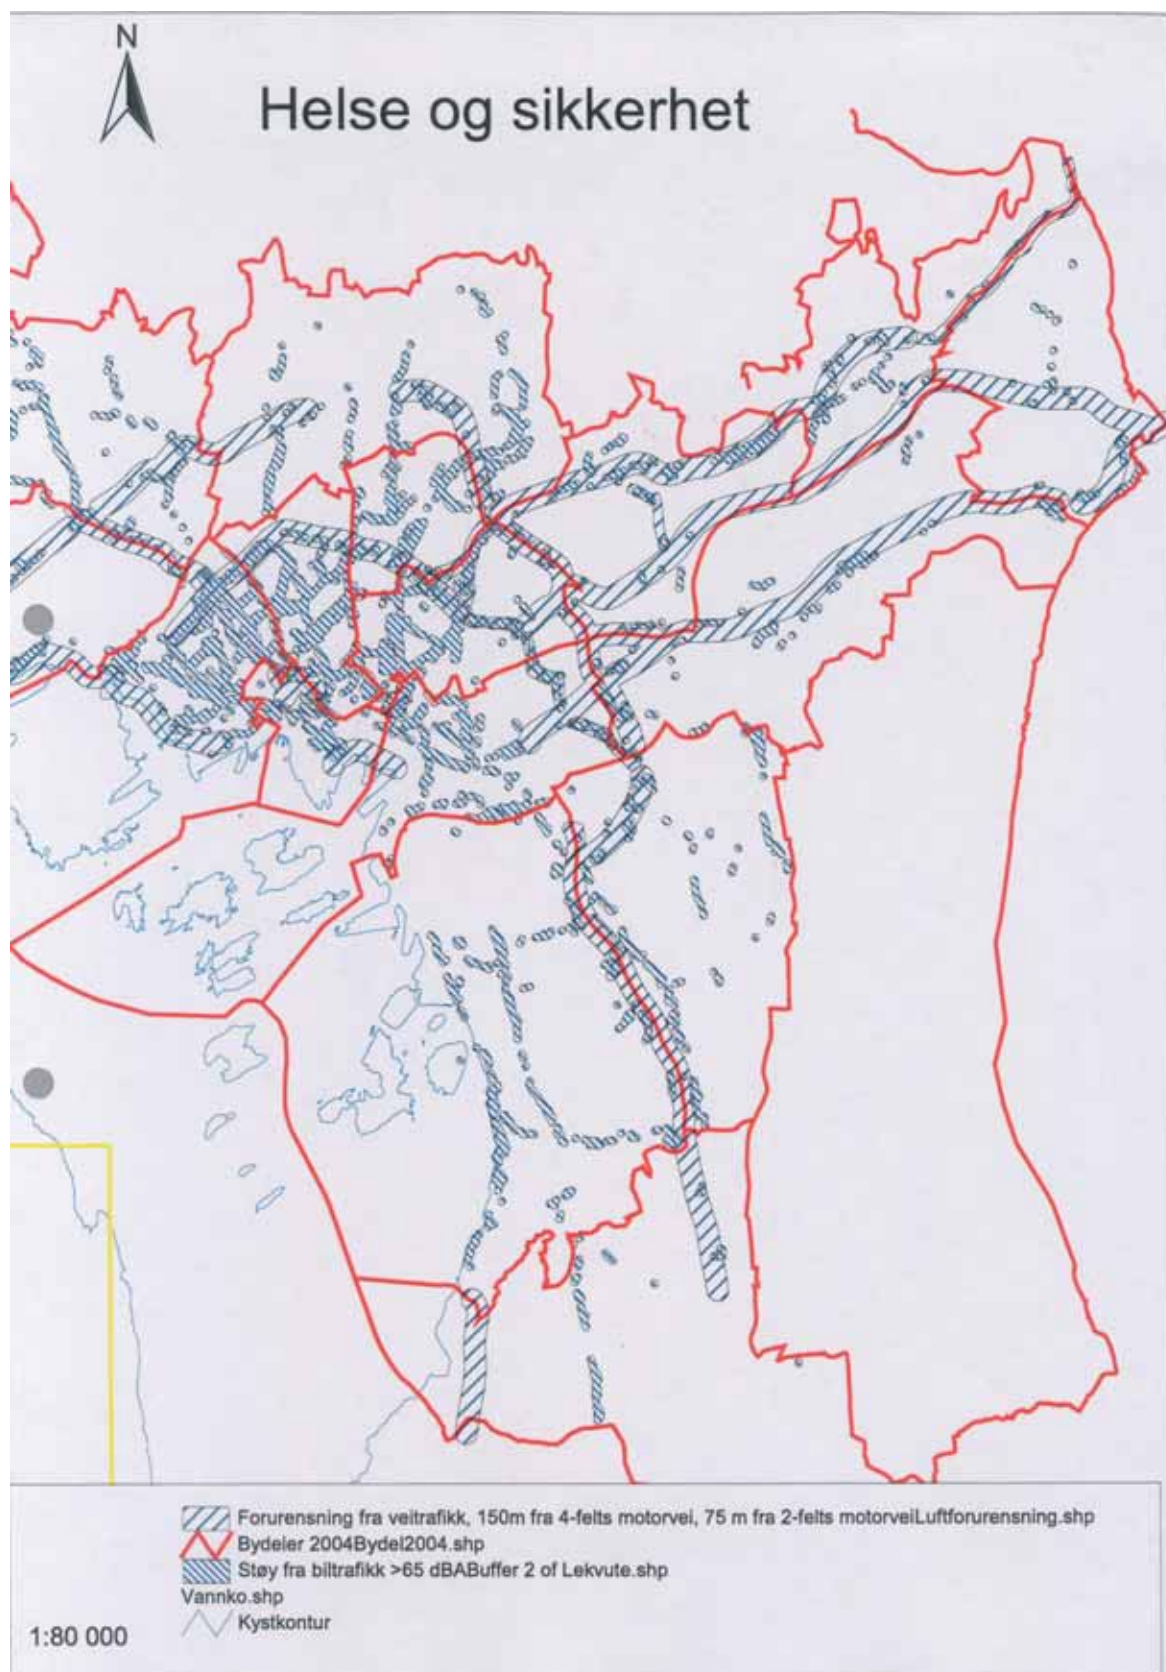 N
Helse og sikkerhet
Forurensning fra veitrafikk, 150m fra 4-felts motorvei, 75 m fra 2-felts motorveiLuftforurensning.shp
Bydeler 2004Bydel2004.shp
Støy fra biltrafikk >65 dBABuffer 2 of Lekvute.shp
Vannko.shp
Kystkontur
1:80 000